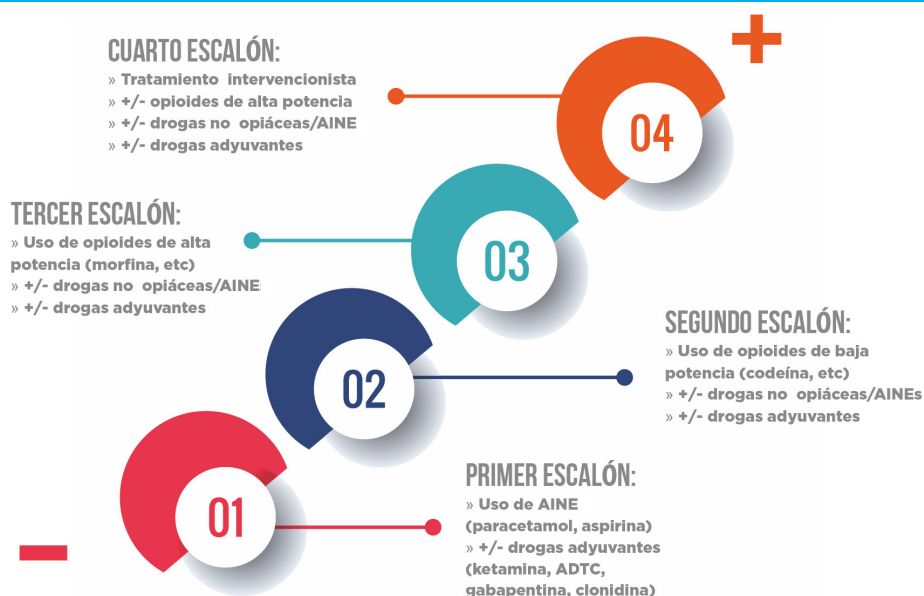 CUARTO ESCALÓN:
» Tratamiento intervencionista
» +/- opioides de alta potencia
» +/- drogas no opiáceas/AINE
» +/- drogas adyuvantes
+
04
TERCER ESCALÓN:
» Uso de opioides de alta
potencia (morfina, etc)
» +/- drogas no opiáceas/AINE
» +/- drogas adyuvantes
03
SEGUNDO ESCALÓN:
» Uso de opioides de baja
potencia (codeína, etc)
» +/- drogas no opiáceas/AINEs
» +/- drogas adyuvantes
02
PRIMER ESCALÓN:
» Uso de AINE
(paracetamol, aspirina)
» +/- drogas adyuvantes
(ketamina, ADTC,
gabapentina, clonidina)
01
-